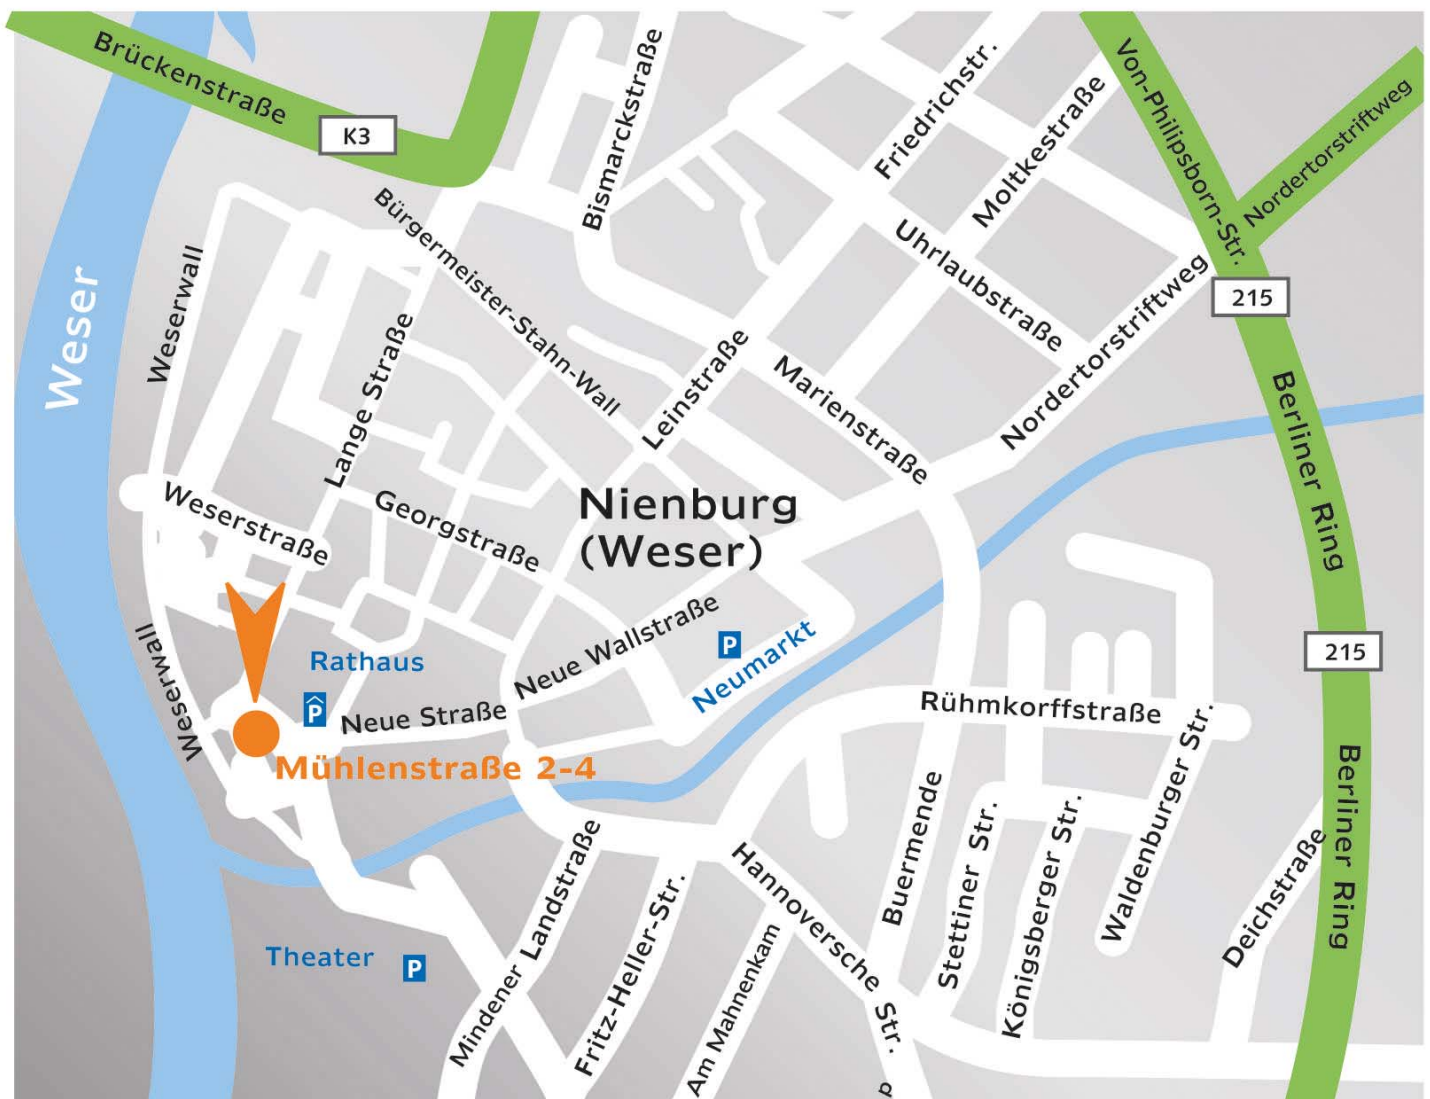 Brückenstraße
K3
Bismarckstraße
Friedrichstr.
Moltkestraße
Von-Philipsborn-Str.
Nordertorstriftweg
Bürgermeister-Stahn-Wall
Uhrlaubstraße
Weserwall
Weser
215
Nordertorstriftweg
Lange Straße
Leinstraße
Marienstraße
Berliner Ring
Weserstraße
Georgstraße
Nienburg
(Weser)
Weserwall
Rathaus
P
Neue Straße
Neue Wallstraße
P
Neumarkt
215
Rühmkorffstraße
Mühlenstraße 2-4
Waldenburger Str.
Berliner Ring
Buermende
Stettiner Str.
Königsberger Str.
Deichstraße
Mindener Landstraße
Hannoversche Str.
Fritz-Heller-Str.
Am Mahnenkam
Theater
P
p